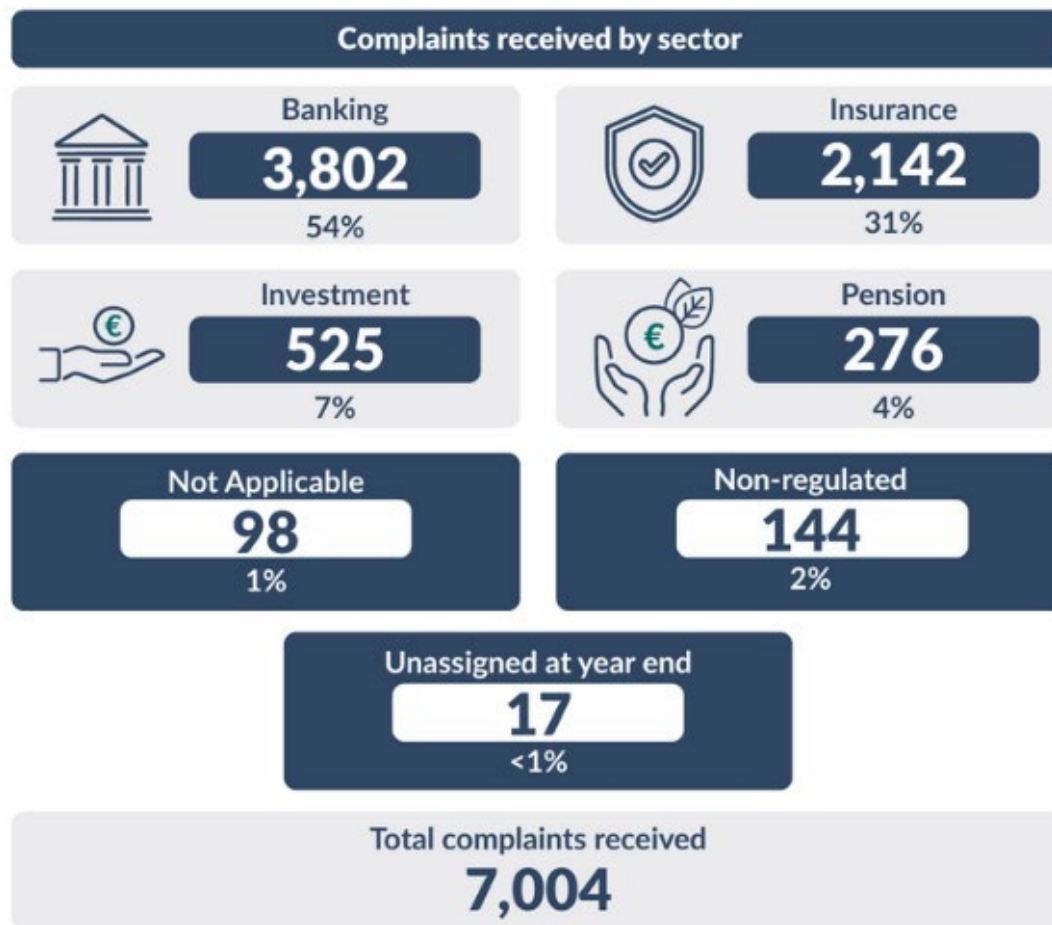 Complaints received by sector
Banking
3,802
54%
Insurance
2,142
31%
Investment
€
525
7%
Pension
€
276
4%
Not Applicable
98
1%
Non-regulated
144
2%
Unassigned at year end
17
<1%
Total complaints received
7,004